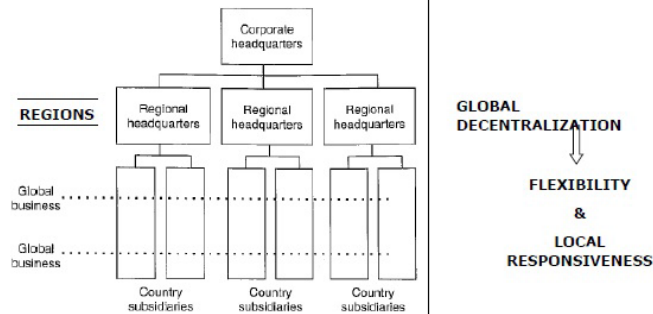 Corporate
headquarters
REGIONS
Regional
headquarters
Regional
headquarters
Regional
headquarters
Global
business
Global
business
Country
subsidiaries
Country
subsidiaries
Country
subsidiaries
GLOBAL
DECENTRALIZATION
FLEXIBILITY
&
LOCAL
RESPONSIVENESS